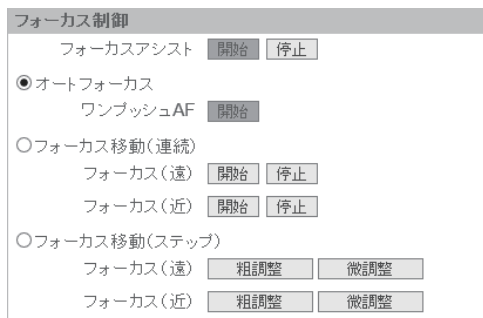 フォーカス制御
フォーカスアシスト 開始 停止
オートフォーカス
ワンプッシュAF 開始
フォーカス移動(連続)
フォーカス(遠) 開始 停止
フォーカス(近) 開始 停止
フォーカス移動(ステップ)
フォーカス(遠) 粗調整 微調整
フォーカス(近) 粗調整 微調整